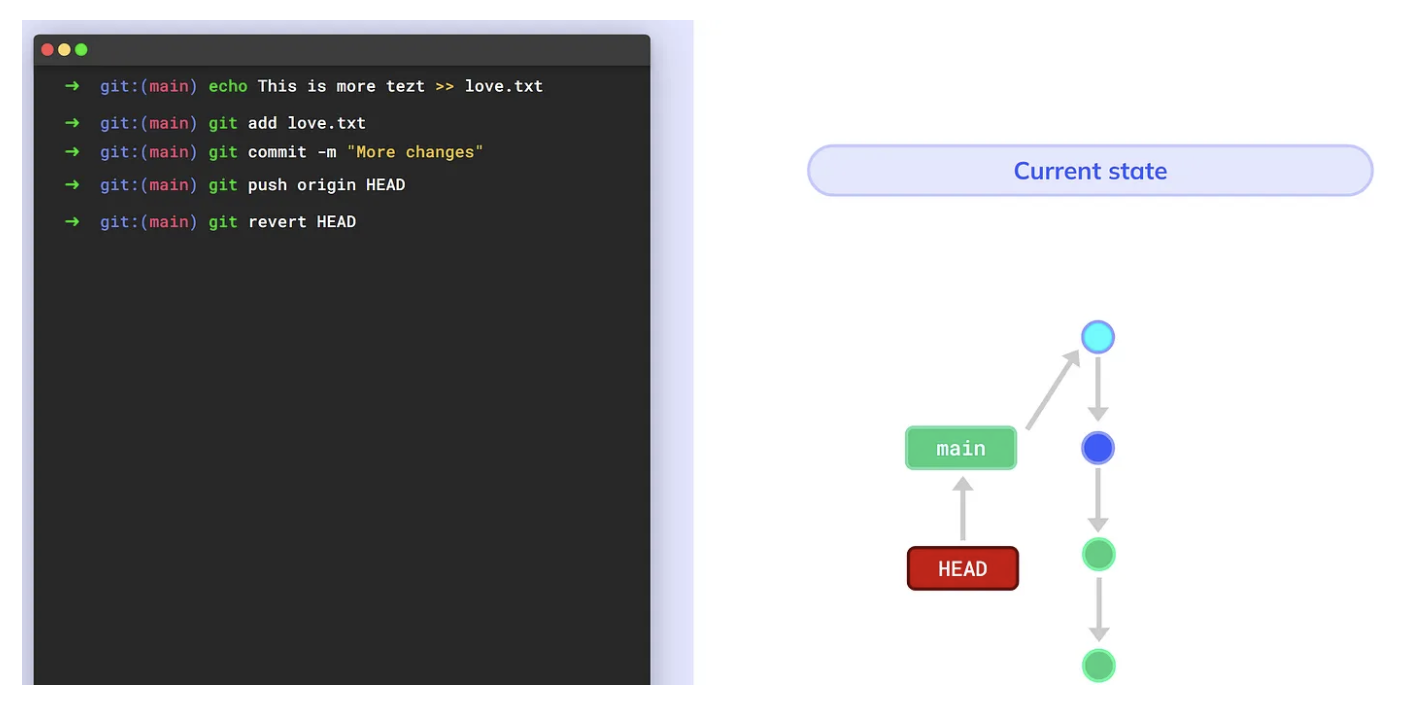 ➜ git:(main) echo This is more tezt >> love.txt
➜ git:(main) git add love.txt
➜ git:(main) git commit -m "More changes"
➜ git:(main) git push origin HEAD
➜ git:(main) git revert HEAD
Current state
main
HEAD